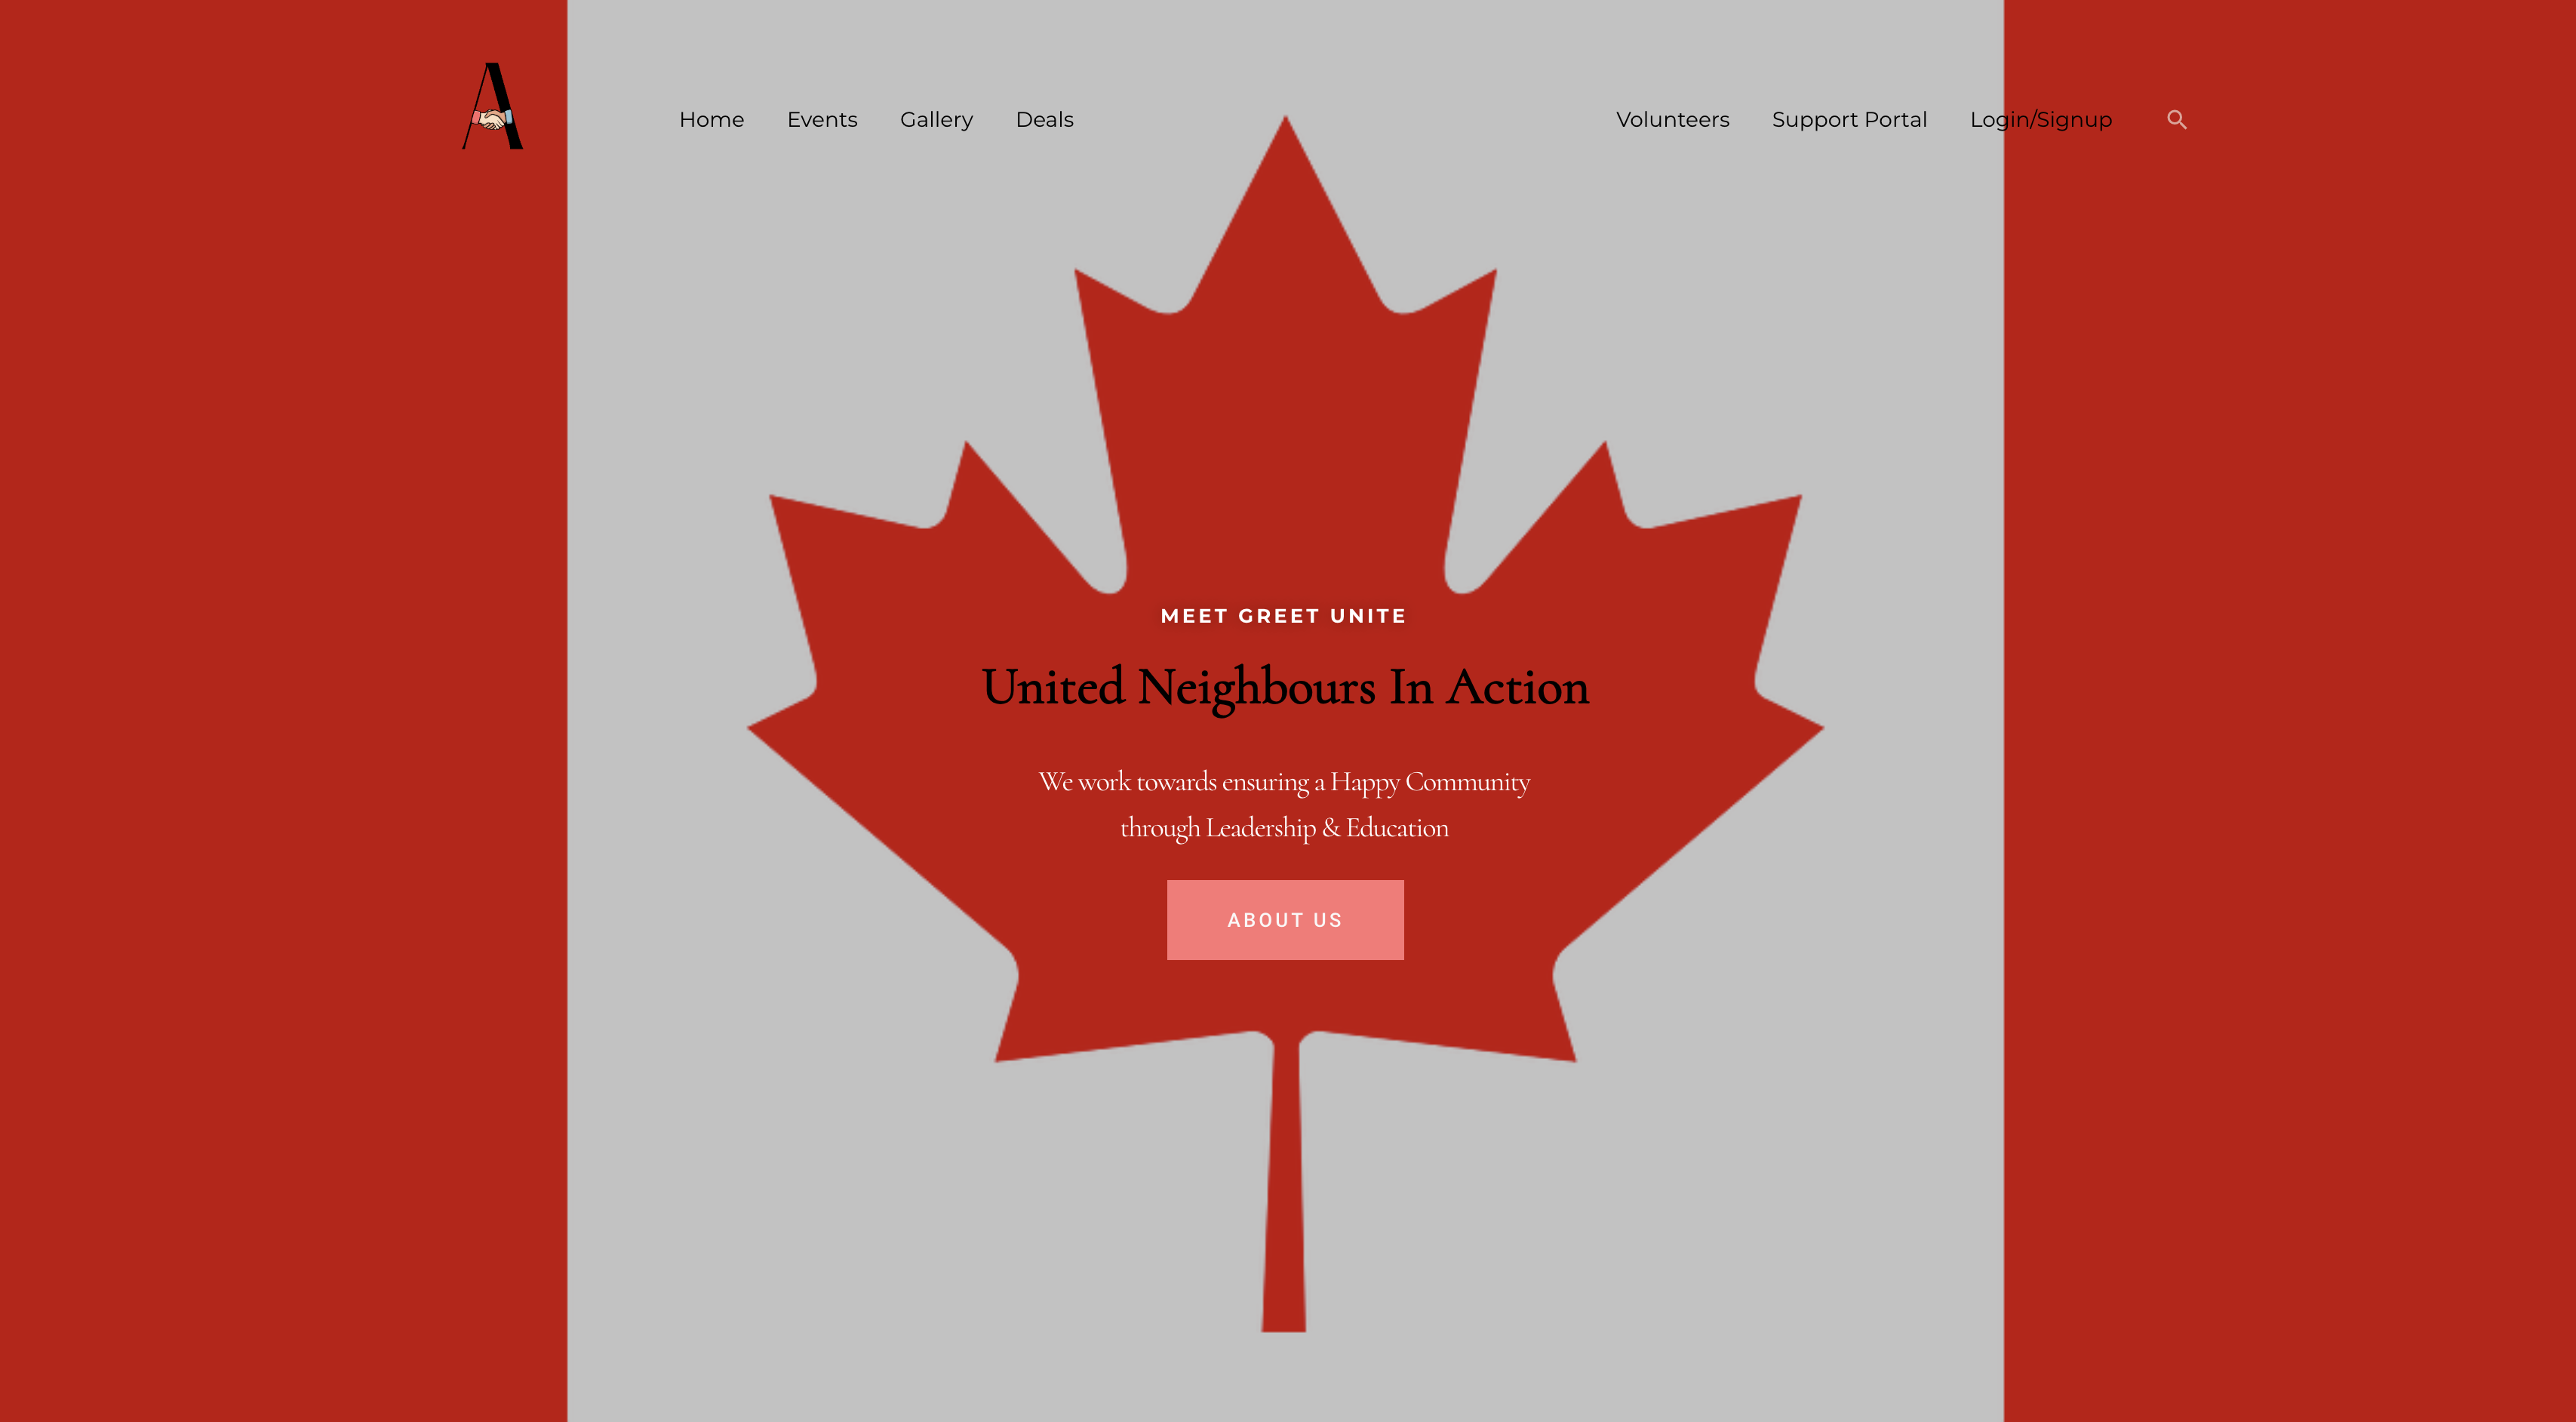 A
Home Events Gallery Deals Volunteers Support Portal Login/Signup
MEET GREET UNITE
United Neighbours In Action
We work towards ensuring a Happy Community
through Leadership & Education
ABOUT US